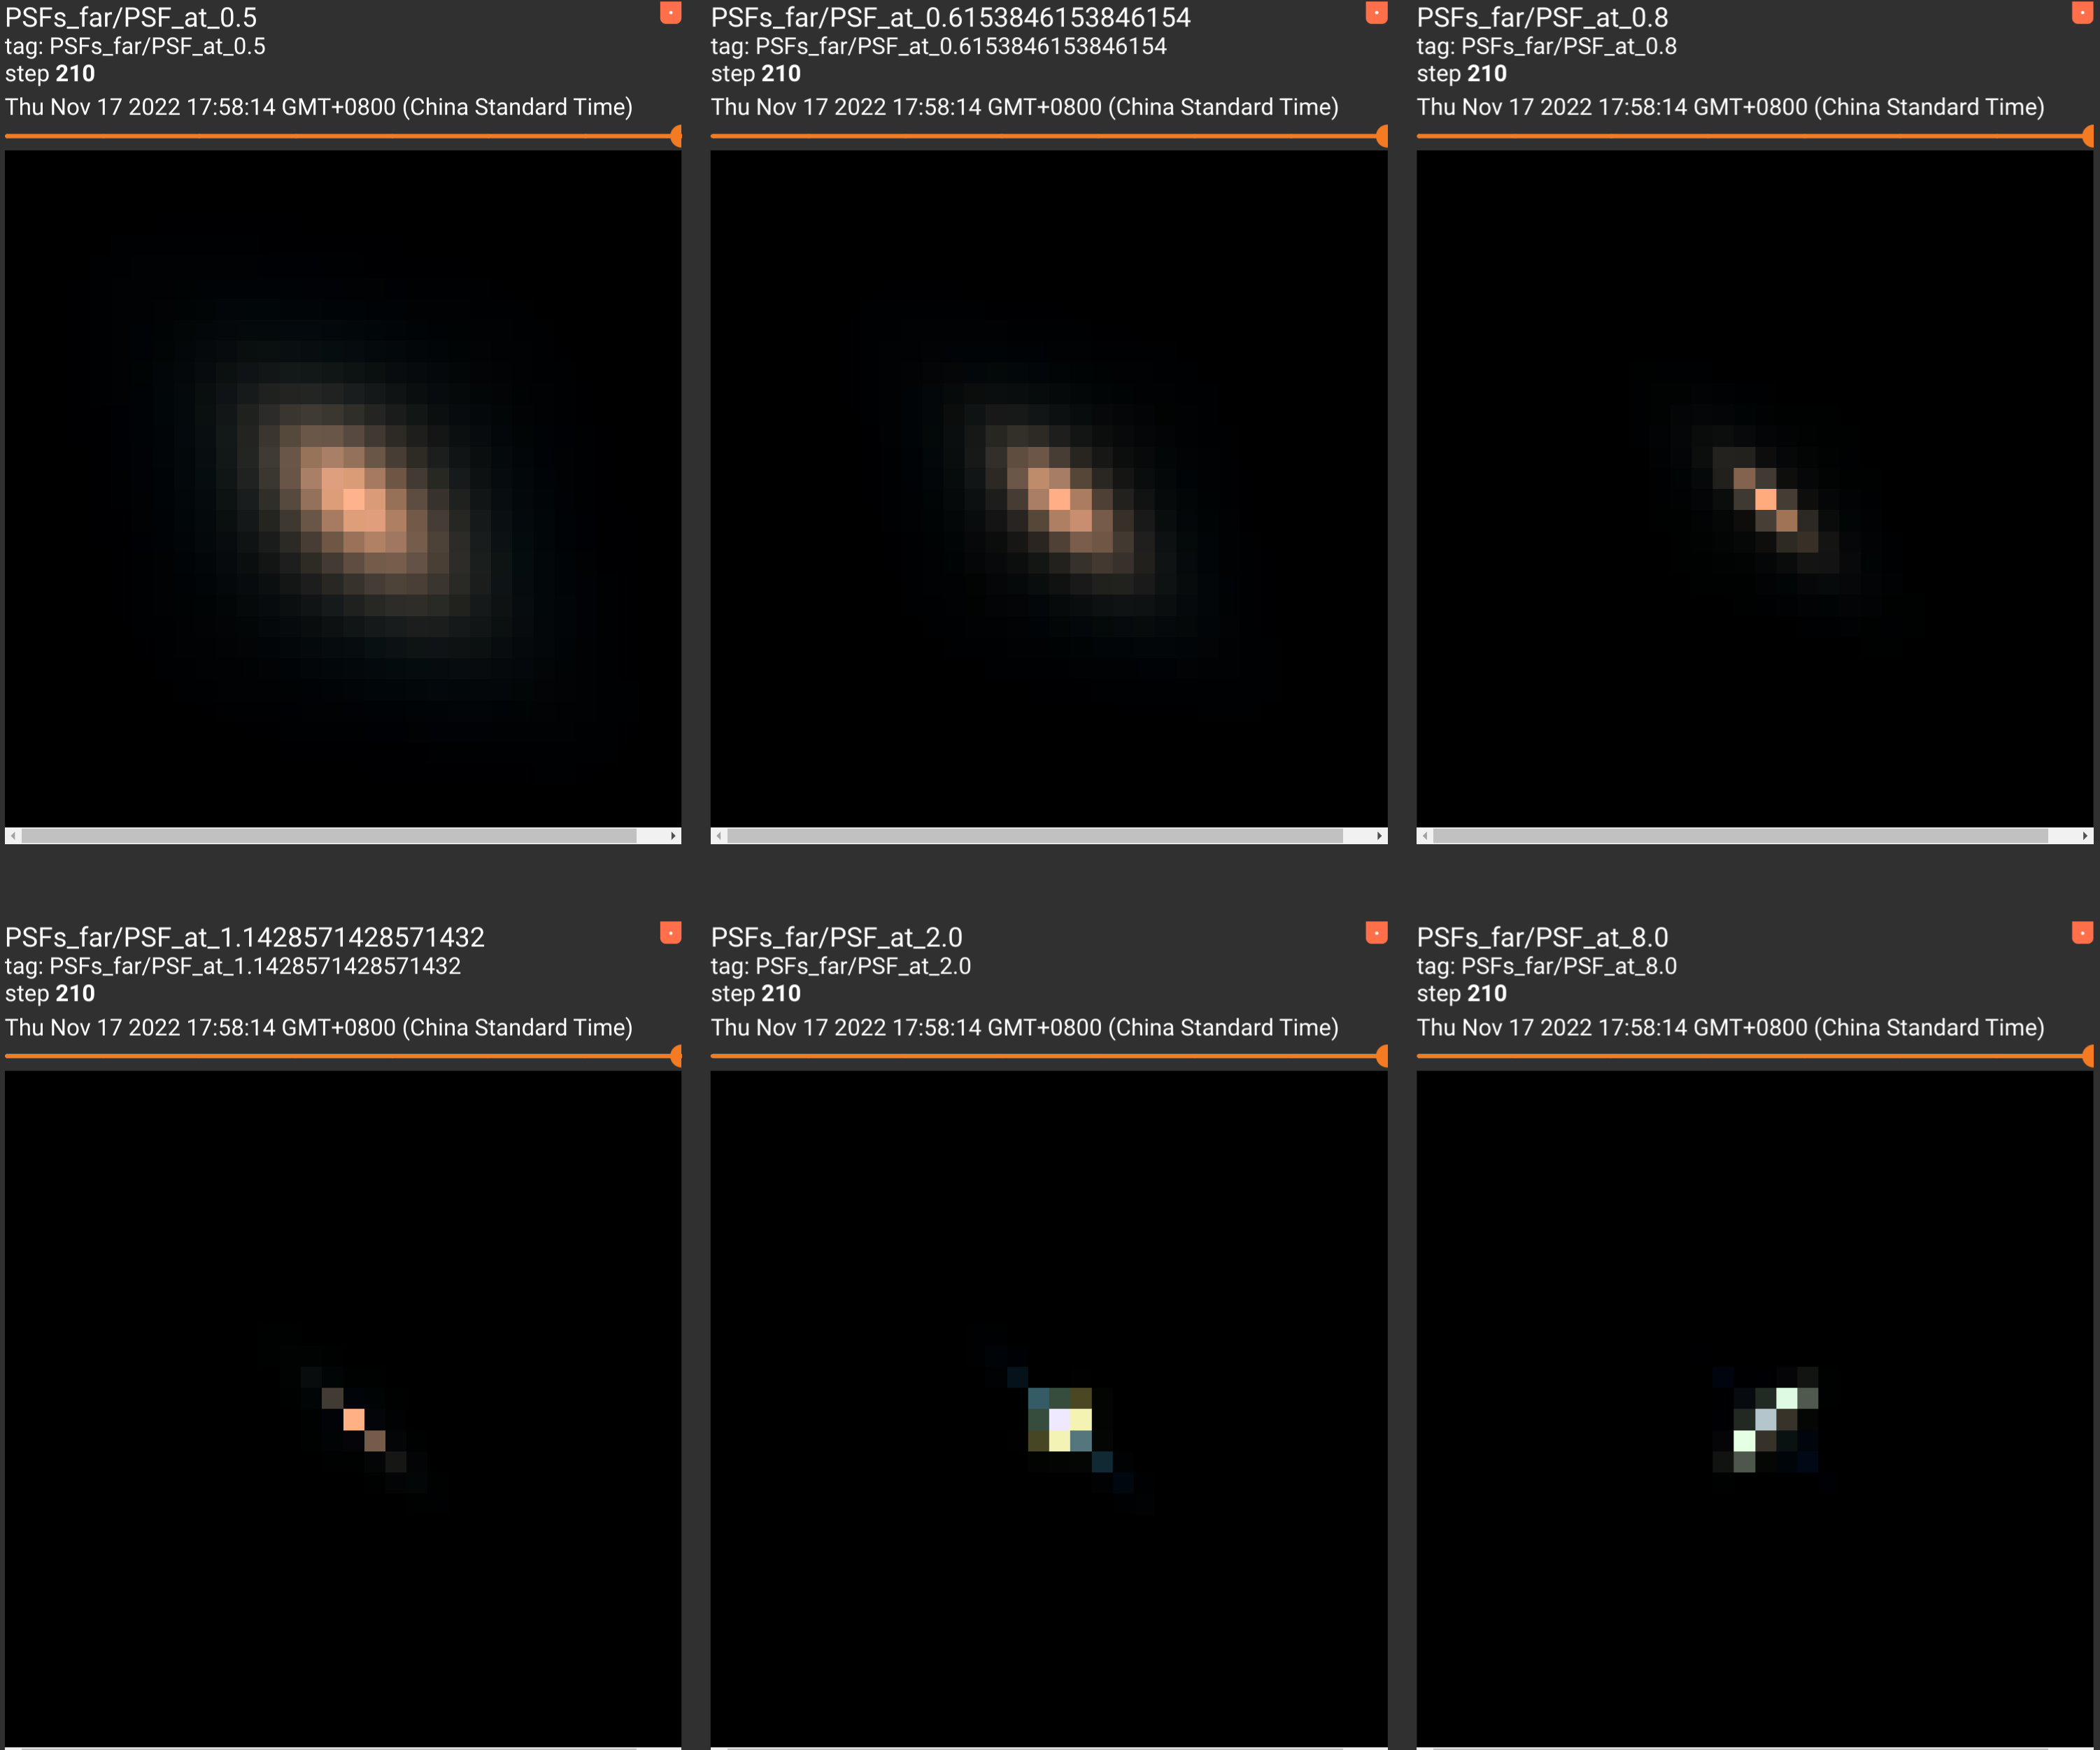 PSFs_far/PSF_at_0.5
tag: PSFs_far/PSF_at_0.5
step 210
Thu Nov 17 2022 17:58:14 GMT+0800 (China Standard Time)
PSFs_far/PSF_at_0.6153846153846154
tag: PSFs_far/PSF_at_0.6153846153846154
step 210
Thu Nov 17 2022 17:58:14 GMT+0800 (China Standard Time)
PSFs_far/PSF_at_0.8
tag: PSFs_far/PSF_at_0.8
step 210
Thu Nov 17 2022 17:58:14 GMT+0800 (China Standard Time)
PSFs_far/PSF_at_1.1428571428571432
tag: PSFs_far/PSF_at_1.1428571428571432
step 210
Thu Nov 17 2022 17:58:14 GMT+0800 (China Standard Time)
PSFs_far/PSF_at_2.0
tag: PSFs_far/PSF_at_2.0
step 210
Thu Nov 17 2022 17:58:14 GMT+0800 (China Standard Time)
PSFs_far/PSF_at_8.0
tag: PSFs_far/PSF_at_8.0
step 210
Thu Nov 17 2022 17:58:14 GMT+0800 (China Standard Time)